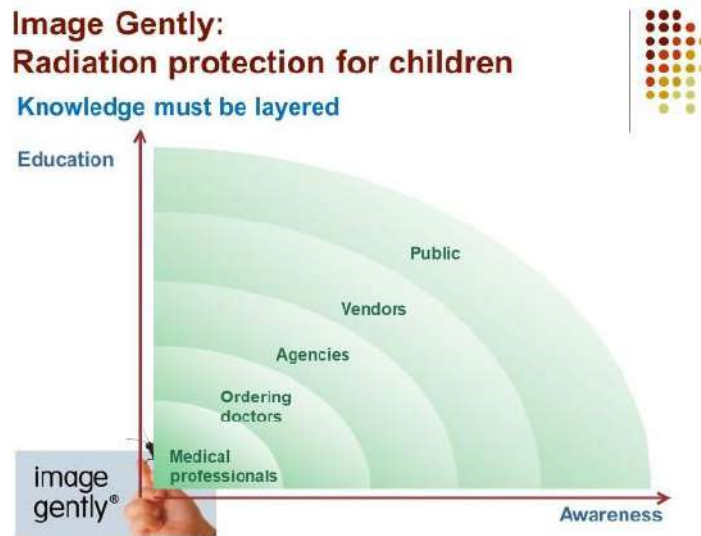 Image Gently:
Radiation protection for children
Knowledge must be layered
Education
Public
Vendors
Agencies
Ordering
doctors
Medical
professionals
image
gently®
Awareness